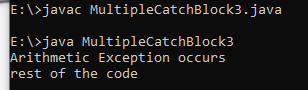 E:\>javac MultipleCatchBlock3.java
E:\>java MultipleCatchBlock3
Arithmetic Exception occurs
rest of the code